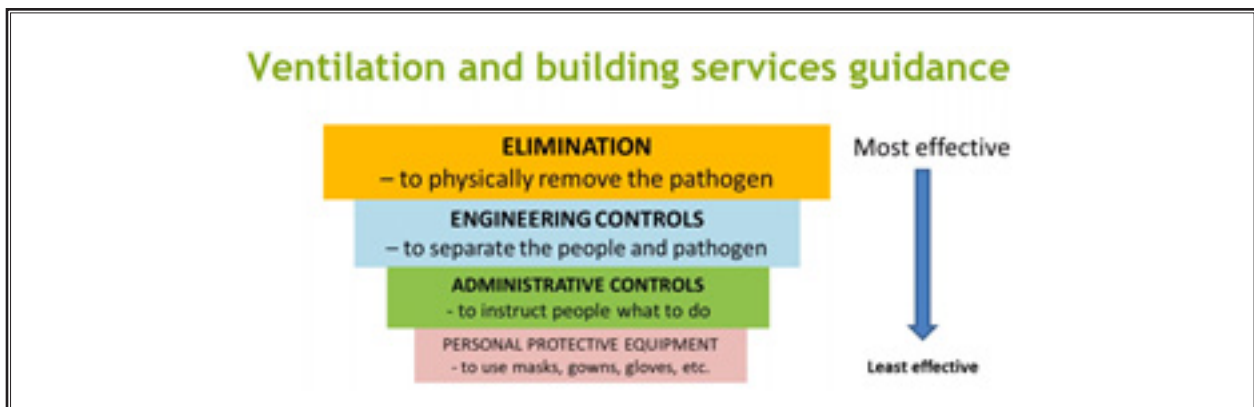 Ventilation and building services guidance
ELIMINATION
– to physically remove the pathogen
Most effective
ENGINEERING CONTROLS
– to separate the people and pathogen
ADMINISTRATIVE CONTROLS
- to instruct people what to do
PERSONAL PROTECTIVE EQUIPMENT
- to use masks, gowns, gloves, etc.
Least effective